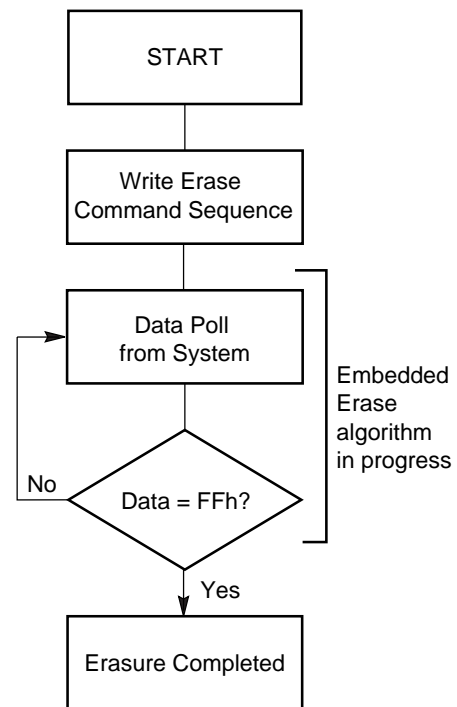 START
Write Erase
Command Sequence
Data Poll
from System
Embedded
Erase
algorithm
in progress
No
Data = FFh?
Yes
Erasure Completed